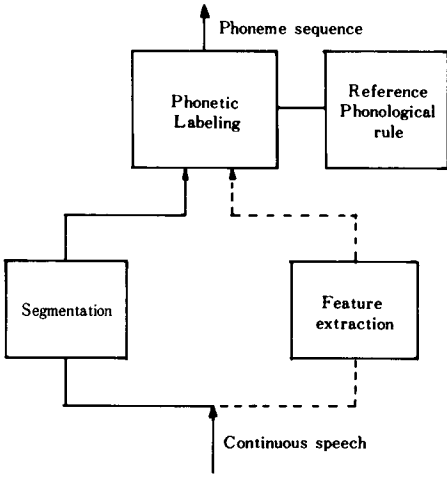 Phoneme sequence
Phonetic
Labeling
Reference
Phonological
rule
Segmentation
Feature
extraction
Continuous speech